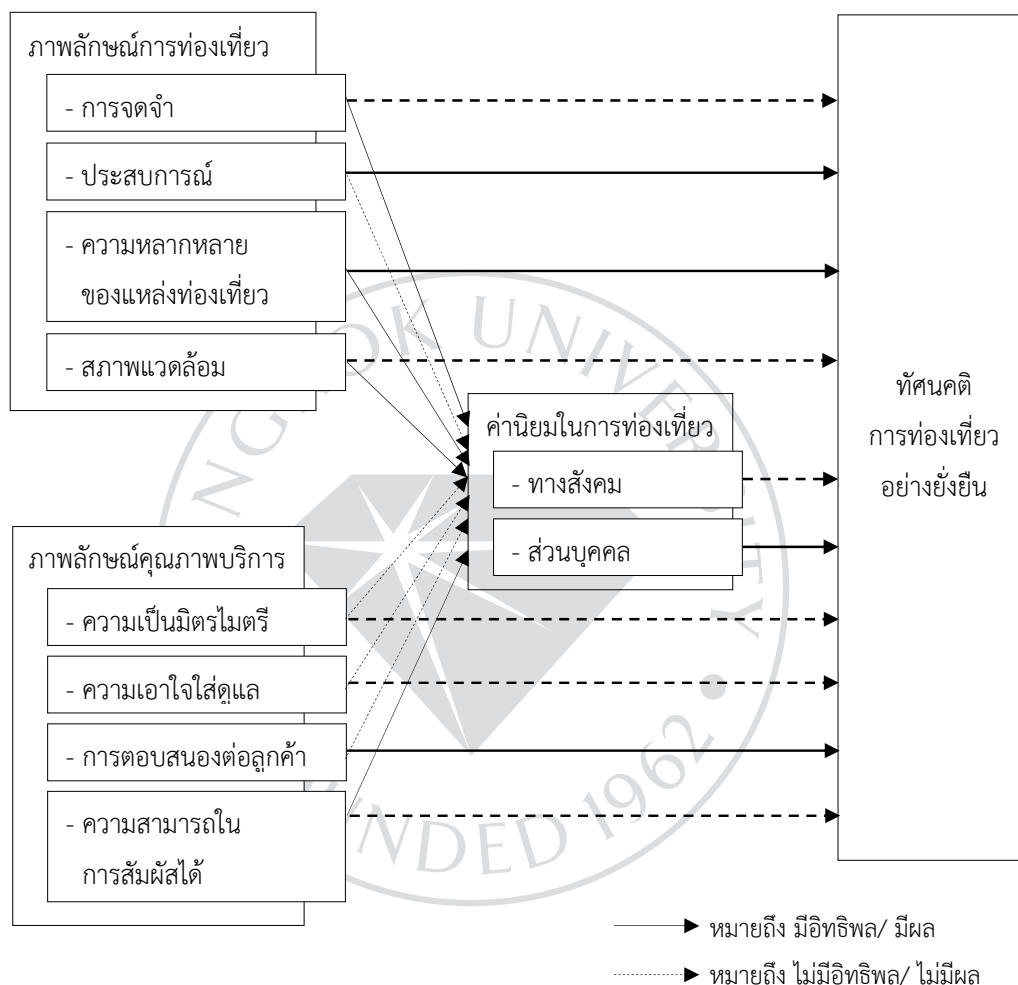 ภาพลักษณ์การท่องเที่ยว
- การจดจำ
- ประสบการณ์
- ความหลากหลาย
ของแหล่งท่องเที่ยว
- สภาพแวดล้อม
ค่านิยมในการท่องเที่ยว
- ทางสังคม
- ส่วนบุคคล
ทัศนคติ
การท่องเที่ยว
อย่างยั่งยืน
ภาพลักษณ์คุณภาพบริการ
- ความเป็นมิตรไมตรี
- ความเอาใจใส่ดูแล
- การตอบสนองต่อลูกค้า
- ความสามารถใน
การสัมผัสได้
หมายถึง มีอิทธิพล/ มีผล
หมายถึง ไม่มีอิทธิพล/ ไม่มีผล
NGKOK UNIVERSITY
UNDED 1962